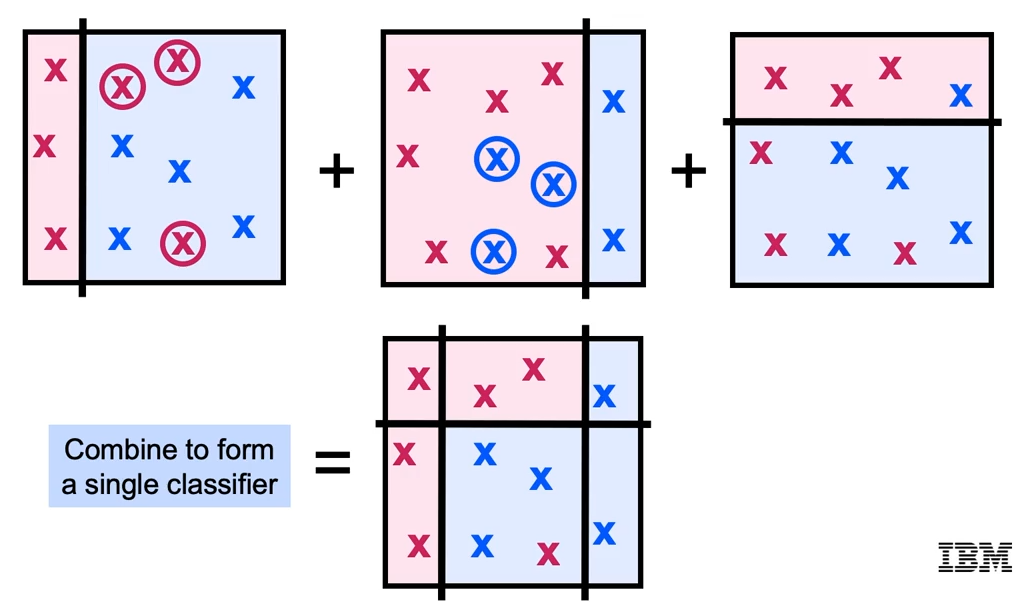 + +
Combine to form
a single classifier =
IBM